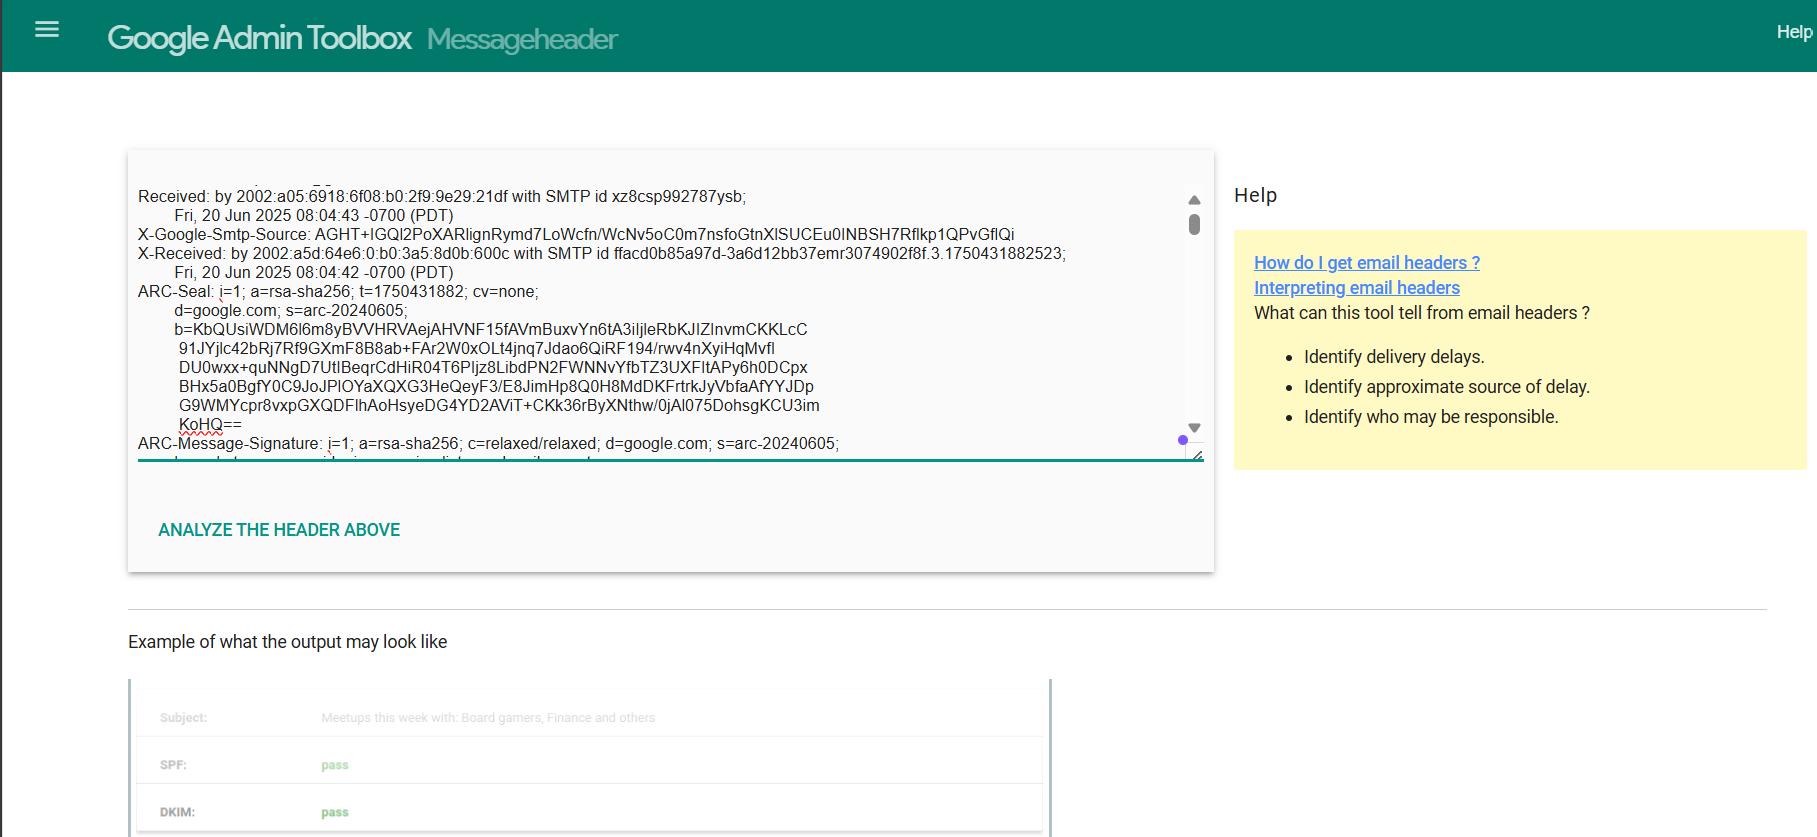 Google Admin Toolbox Messageheader
Help
Received: by 2002:a05:6918:6f08:b0:2f9:9e29:21df with SMTP id xz8csp992787ysb;
Fri, 20 Jun 2025 08:04:43 -0700 (PDT)
X-Google-Smtp-Source: AGHT+IGQl2PoXARlignRymd7LoWcfn/WcNv5oC0m7nsfoGtnXlSUCEu0INBSH7Rflkp1QPvGflQi
X-Received: by 2002:a5d:64e6:0:b0:3a5:8d0b:600c with SMTP id ffacd0b85a97d-3a6d12bb37emr3074902f8f.3.1750431882523;
Fri, 20 Jun 2025 08:04:42 -0700 (PDT)
ARC-Seal: i=1; a=rsa-sha256; t=1750431882; cv=none;
d=google.com; s=arc-20240605;
b=KbQUsiWDM6l6m8yBVVHRVAejAHVNF15fAVmBuxvYn6tA3iIjleRbKJIZInvmCKKLcC
91JYjlc42bRj7Rf9GXmF8B8ab+FAr2W0xOLt4jnq7Jdao6QiRF194/rwv4nXyiHqMvfl
DU0wxx+quNNgD7UtIBeqrCdHiR04T6PIjz8LibdPN2FWNNvYfbTZ3UXFltAPy6h0DCpx
BHx5a0BgfY0C9JoJPlOYaXQXG3HeQeyF3/E8JimHp8Q0H8MdDKFrtrkJyVbfaAfYYJDp
G9WMYcpr8vxpGXQDFlhAoHsyeDG4YD2AViT+CKk36rByXNthw/0jAl075DohsgKCU3im
KoHQ==
ARC-Message-Signature: i=1; a=rsa-sha256; c=relaxed/relaxed; d=google.com; s=arc-20240605;
ANALYZE THE HEADER ABOVE
Help
How do I get email headers ?
Interpreting email headers
What can this tool tell from email headers ?
• Identify delivery delays.
• Identify approximate source of delay.
• Identify who may be responsible.
Example of what the output may look like
Subject: Meetups this week with: Board gamers, Finance and others
SPF: pass
DKIM: pass